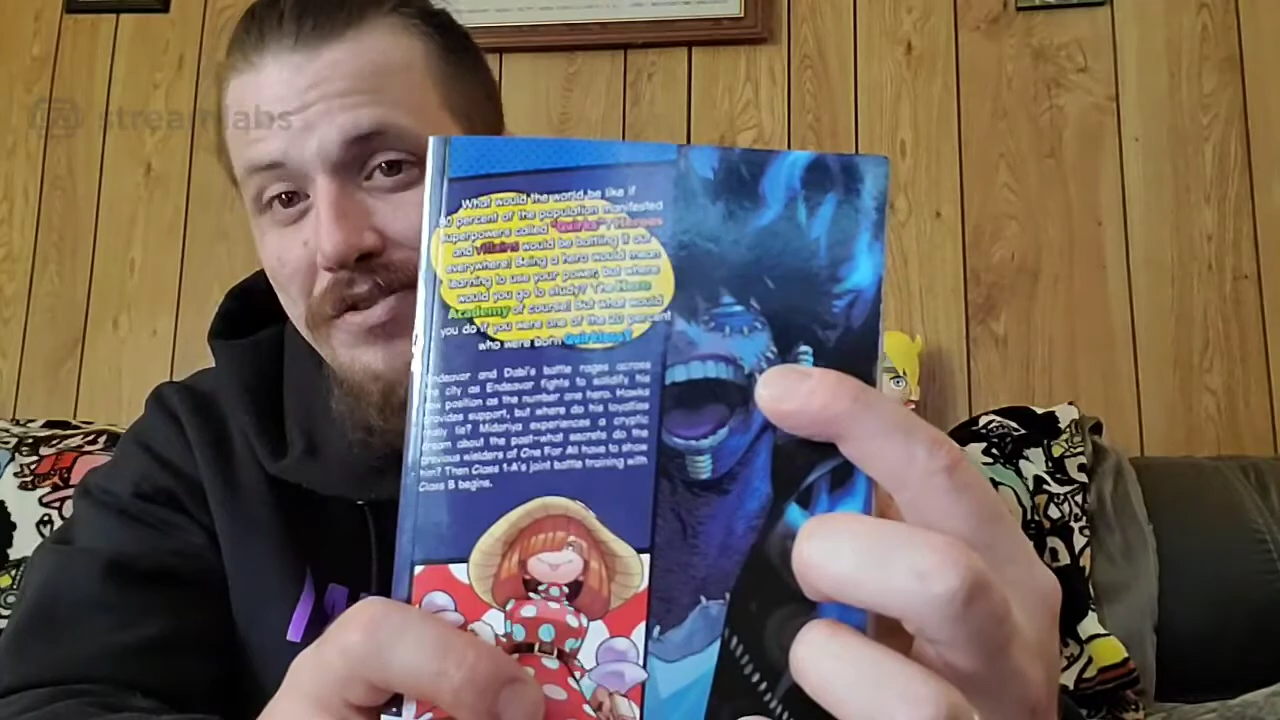 streamlabs
What would the world be like if
80 percent of the population manifested
superpowers called "Quirks"? Heroes
and villains would be battling it out
everywhere! Being a hero would mean
learning to use your power, but where
would you go to study? The Hero
Academy of course! But what would
you do if you were one of the 20 percent
who were born Quirkless?
Endeavor and Dabi's battle rages across
the city as Endeavor fights to solidify his
new position as the number one hero. Hawks
provides support, but where do his loyalties
really lie? Midoriya experiences a cryptic
dream about the past—what secrets do the
previous wielders of One For All have to show
him? Then Class 1-A's joint battle training with
Class B begins.